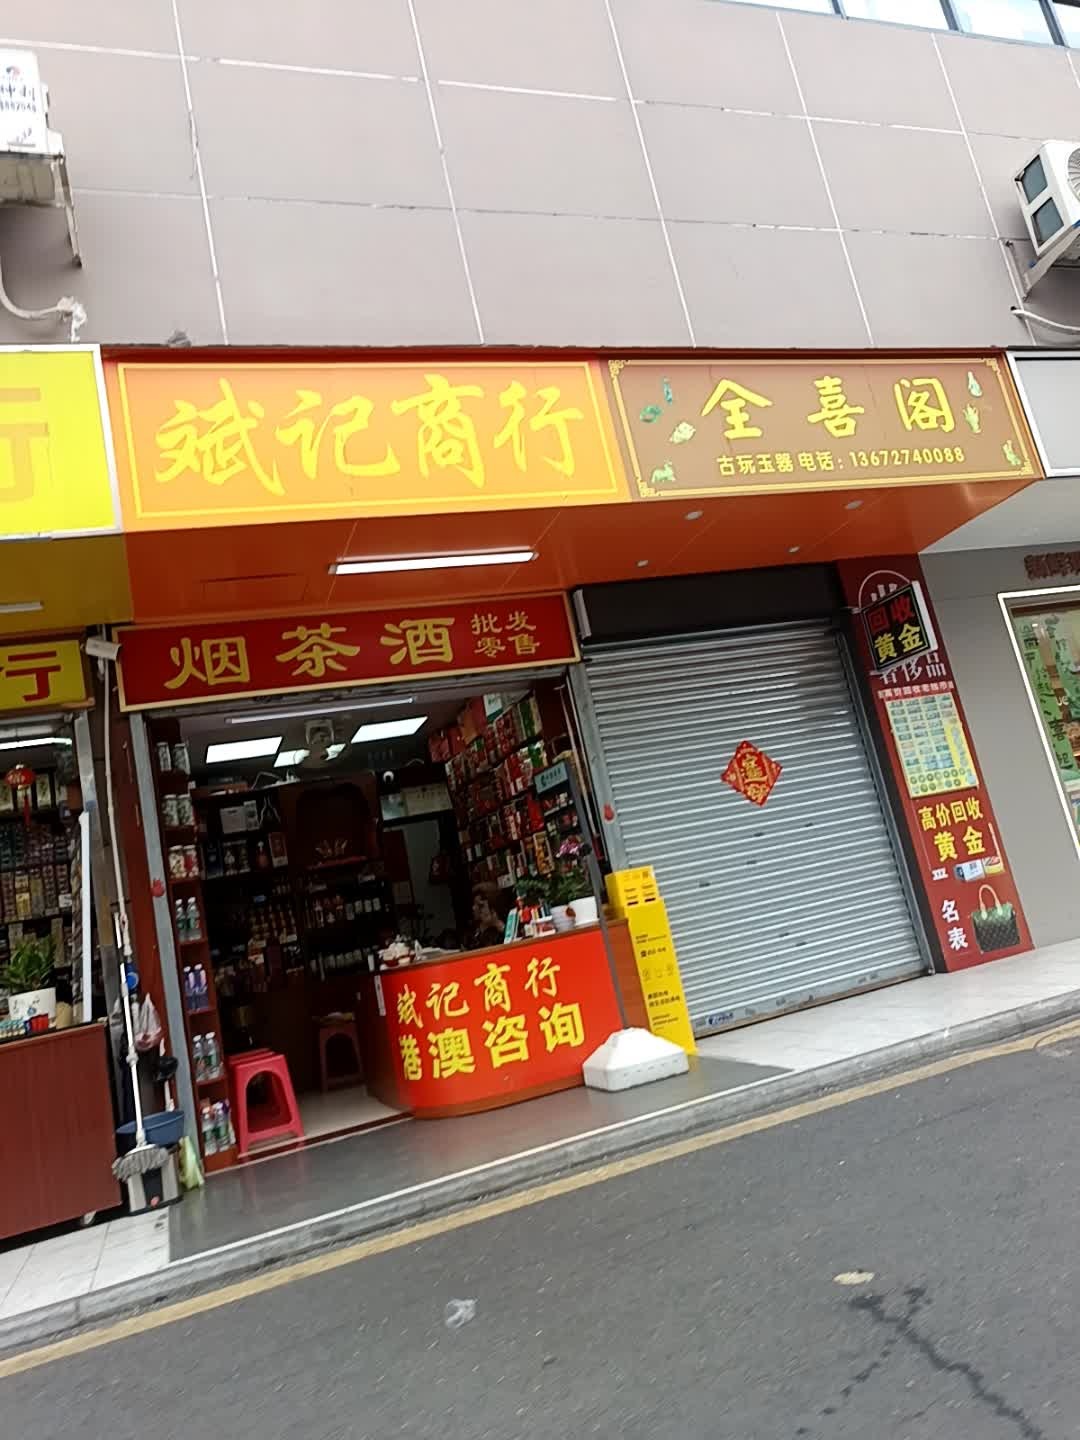 行
斌记商行
全喜阁
古玩玉器 电话：13672740088
行
烟茶酒
批发
零售
回收
黄金
奢侈品
高价回收
黄金
名表
斌记商行
港澳咨询